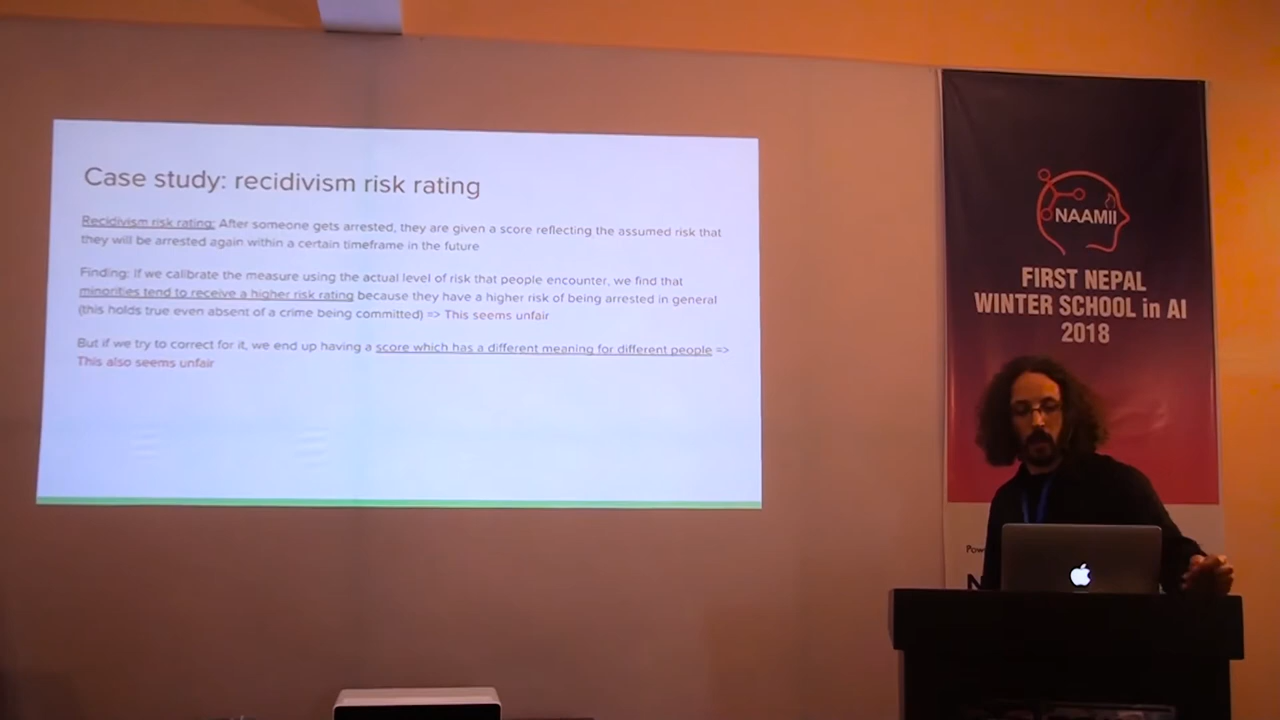 Case study: recidivism risk rating
Recidivism risk rating: After someone gets arrested, they are given a score reflecting the assumed risk that
they will be arrested again within a certain timeframe in the future
Finding: If we calibrate the measure using the actual level of risk that people encounter, we find that
minorities tend to receive a higher risk rating because they have a higher risk of being arrested in general
(this holds true even absent of a crime being committed) => This seems unfair
But if we try to correct for it, we end up having a score which has a different meaning for different people =>
This also seems unfair
NAAMII
FIRST NEPAL
WINTER SCHOOL in AI
2018